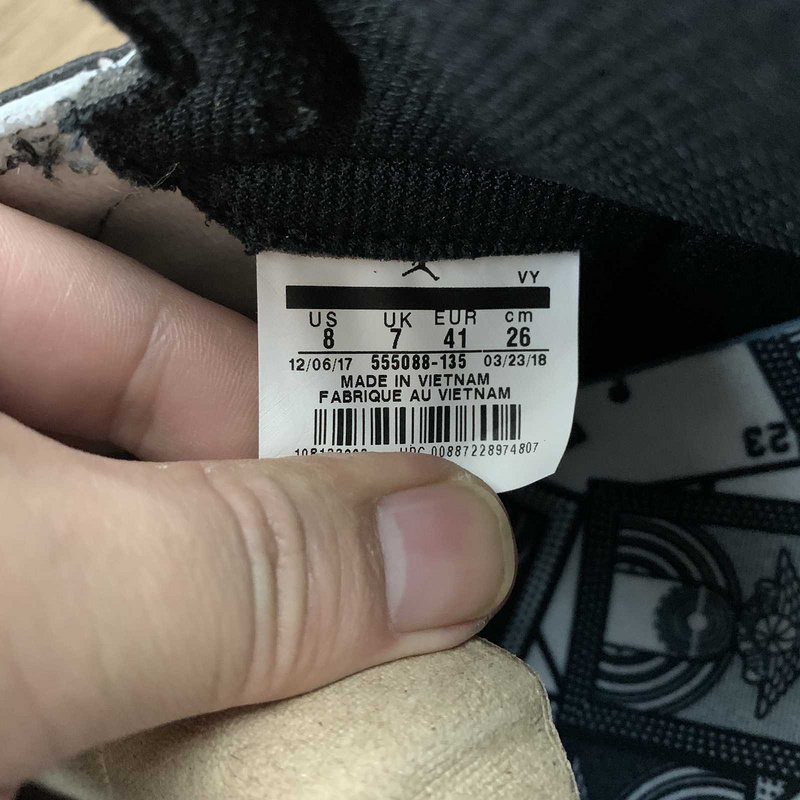 VY
US UK EUR cm
8 7 41 26
12/06/17 555088-135 03/23/18
MADE IN VIETNAM
FABRIQUE AU VIETNAM
UPC 00887228974807
23